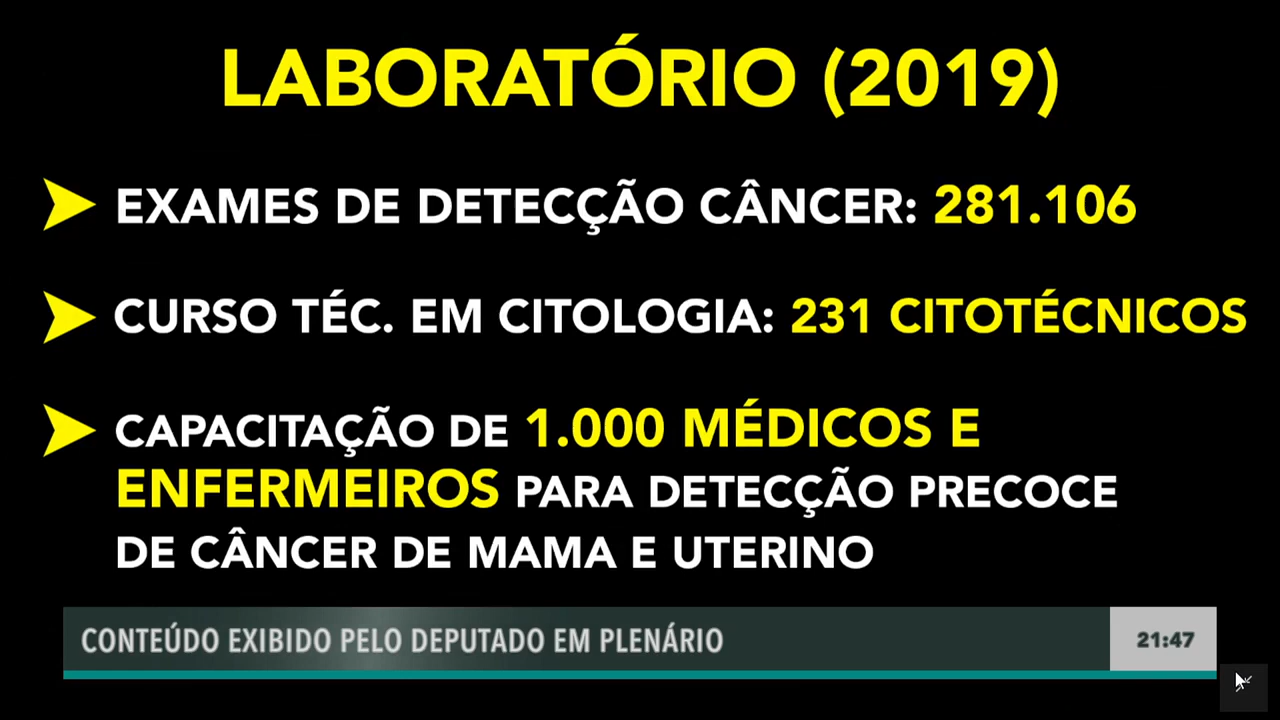 LABORATÓRIO (2019)
EXAMES DE DETECÇÃO CÂNCER: 281.106
CURSO TÉC. EM CITOLOGIA: 231 CITOTÉCNICOS
CAPACITAÇÃO DE 1.000 MÉDICOS E
ENFERMEIROS PARA DETECÇÃO PRECOCE
DE CÂNCER DE MAMA E UTERINO
CONTEÚDO EXIBIDO PELO DEPUTADO EM PLENÁRIO 21:47